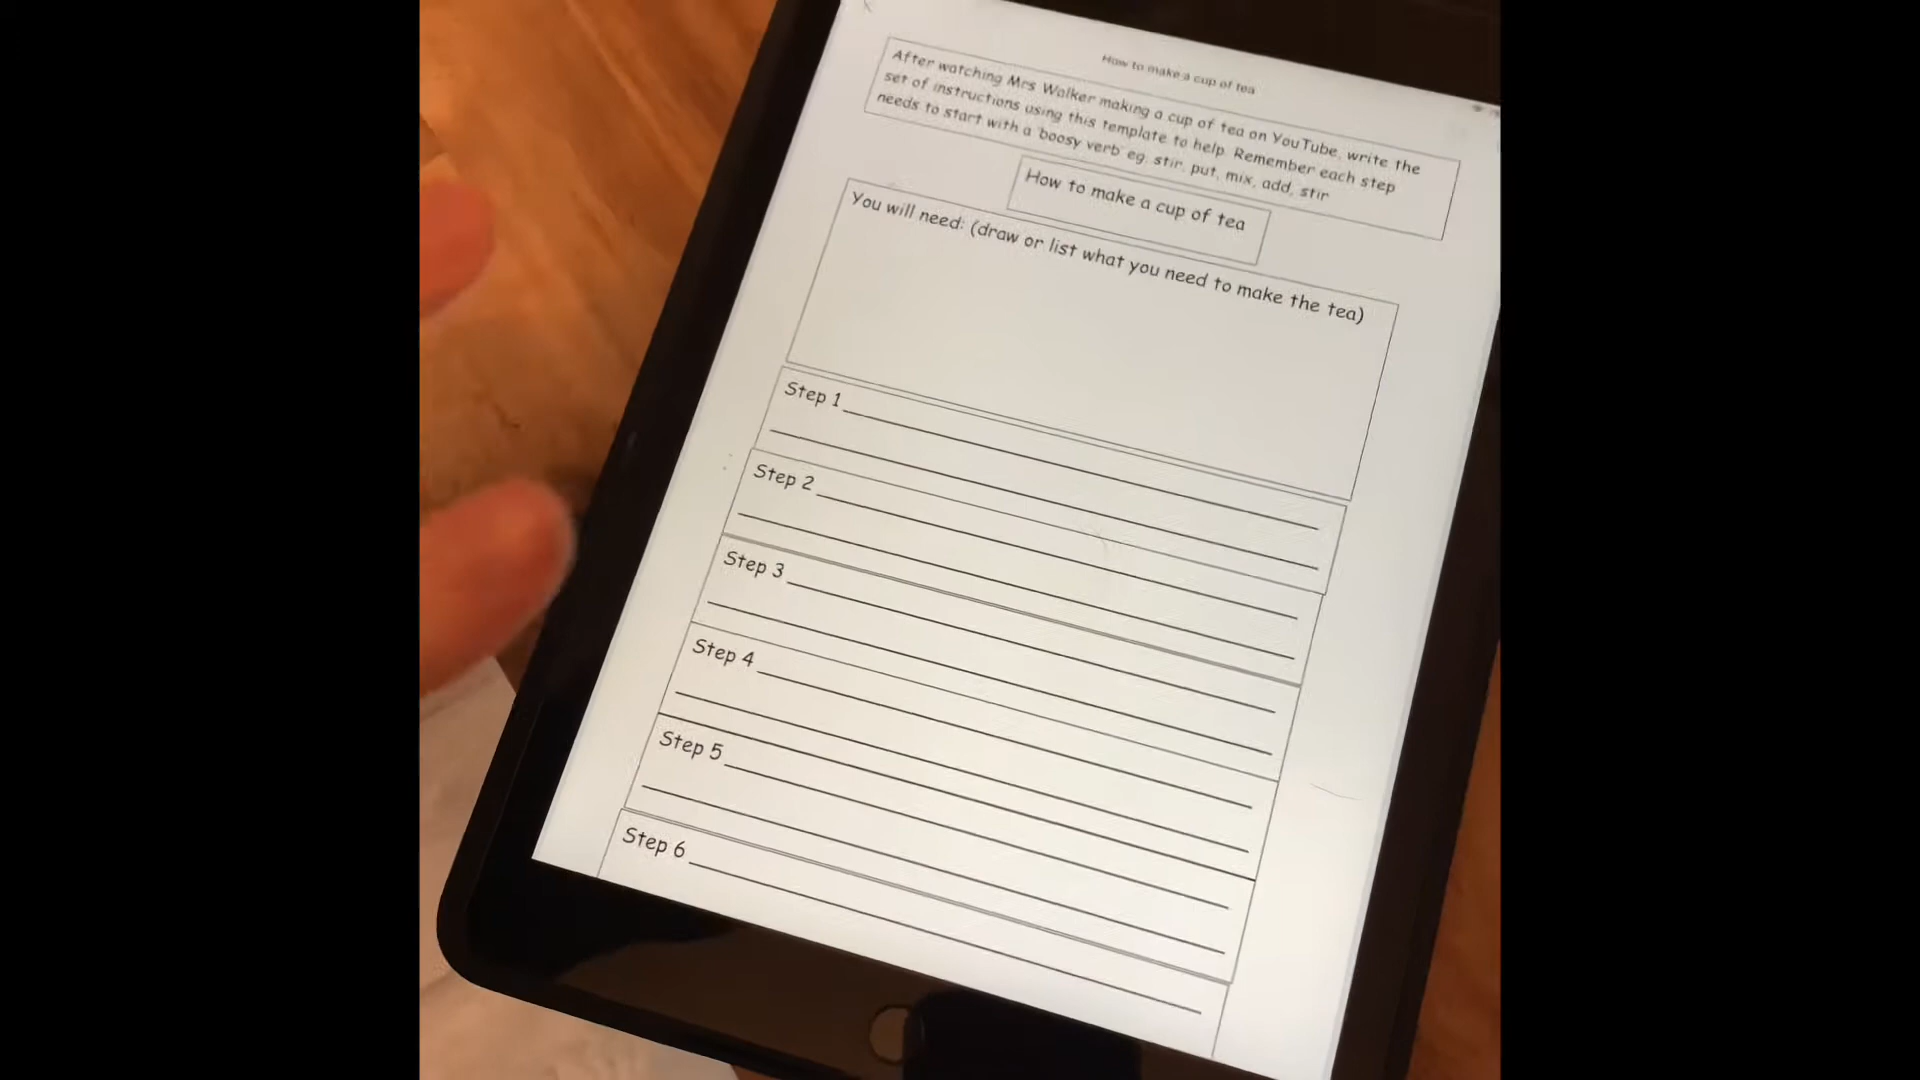 How to make a cup of tea
After watching Mrs Walker making a cup of tea on YouTube, write the
set of instructions using this template to help. Remember each step
needs to start with a 'boosy verb' eg. stir, put, mix, add, stir
How to make a cup of tea
You will need: (draw or list what you need to make the tea)
Step 1
Step 2
Step 3
Step 4
Step 5
Step 6